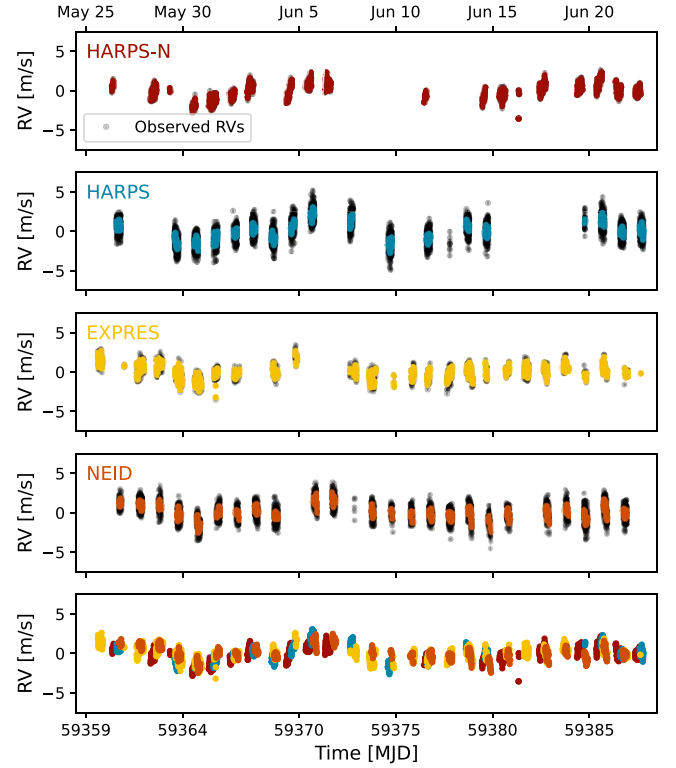 May 25 May 30 Jun 5 Jun 10 Jun 15 Jun 20
HARPS-N
5
0
−5
RV [m/s]
Observed RVs
HARPS
5
0
−5
RV [m/s]
EXPRES
5
0
−5
RV [m/s]
NEID
5
0
−5
RV [m/s]
5
0
−5
RV [m/s]
59359 59364 59370 59375 59380 59385
Time [MJD]